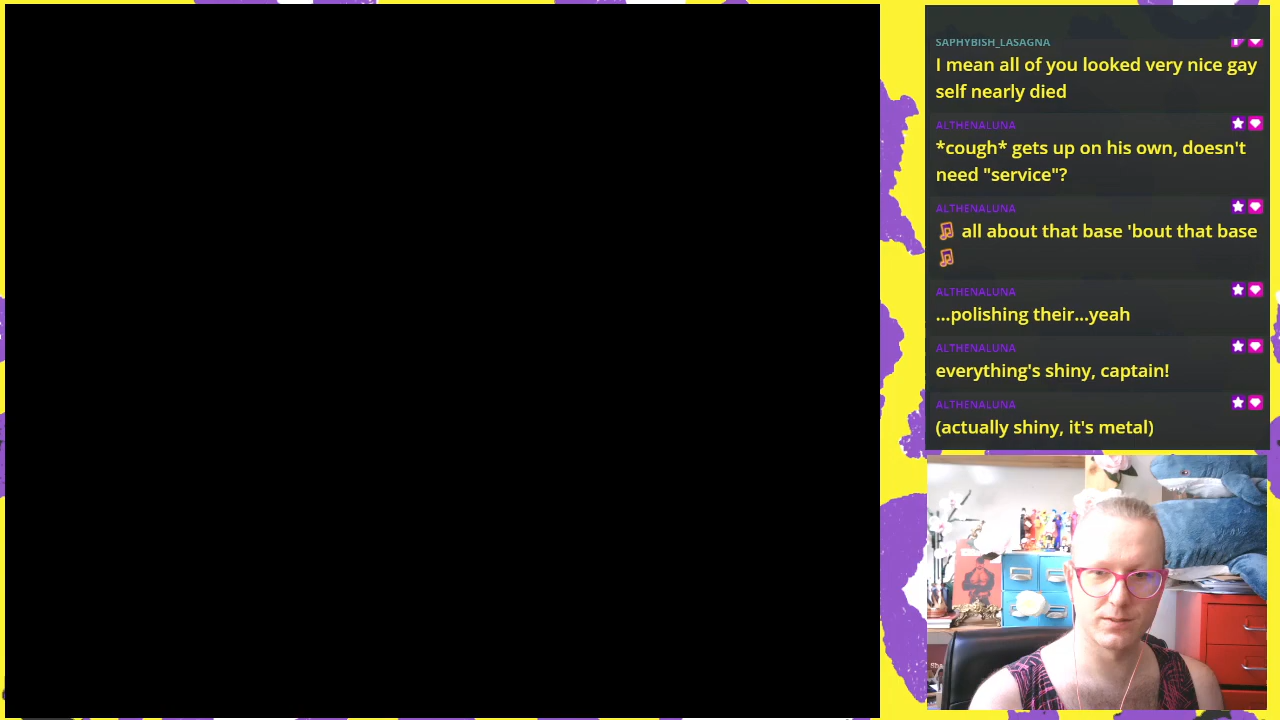 SAPHYBISH_LASAGNA
I mean all of you looked very nice gay
self nearly died
ALTHENALUNA
*cough* gets up on his own, doesn't
need "service"?
ALTHENALUNA
🎵 all about that base 'bout that base
🎵
ALTHENALUNA
...polishing their...yeah
ALTHENALUNA
everything's shiny, captain!
ALTHENALUNA
(actually shiny, it's metal)